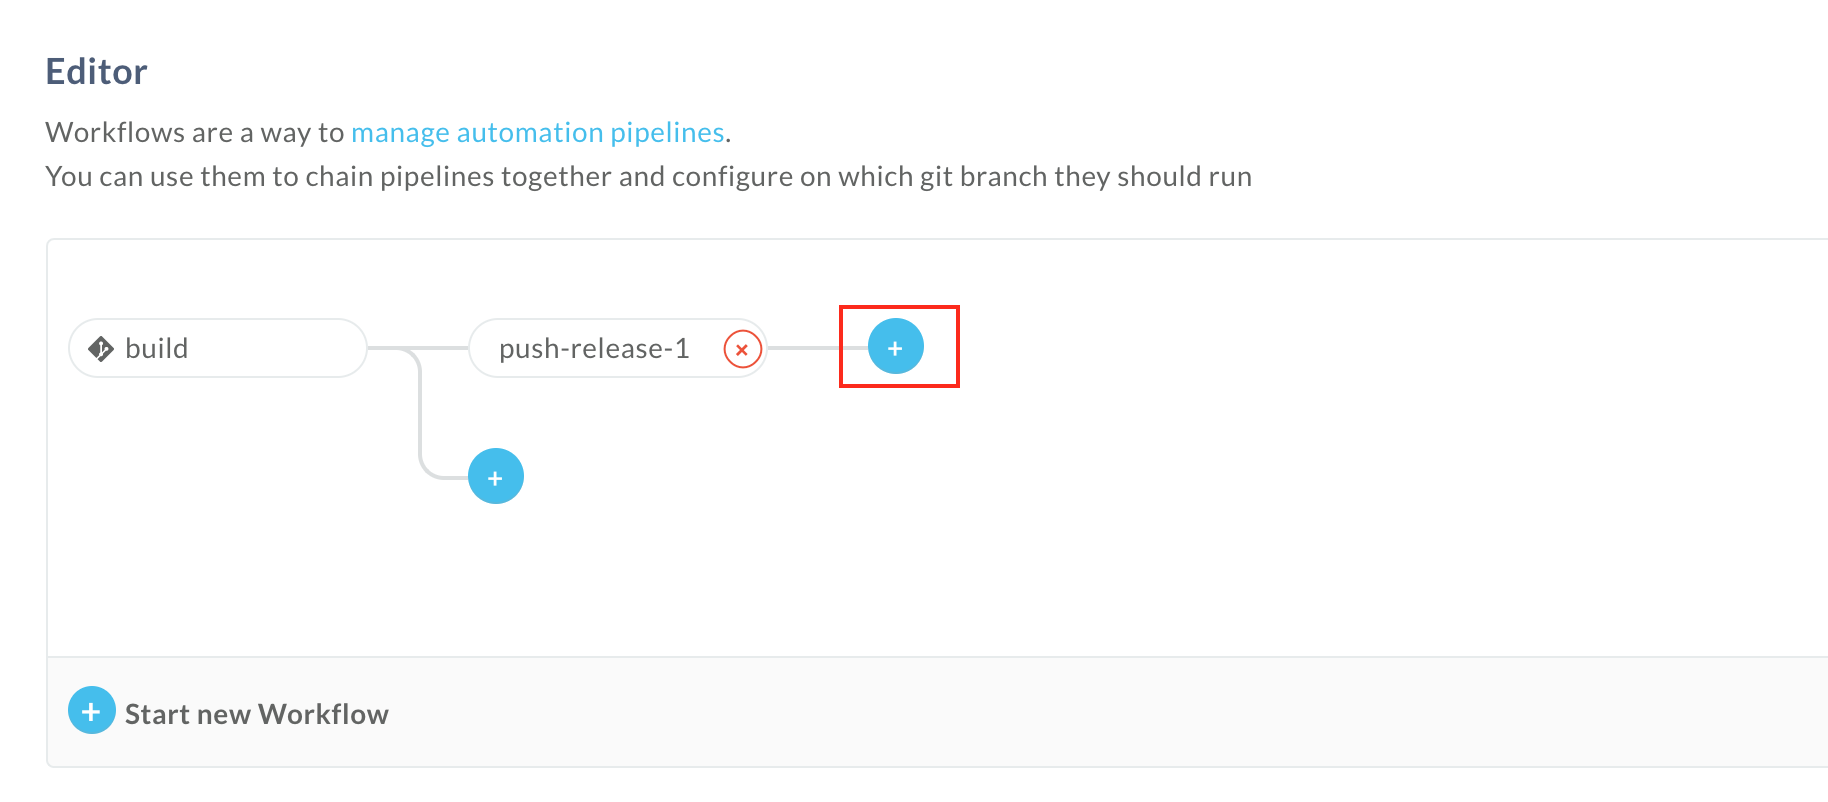 Editor
Workflows are a way to manage automation pipelines.
You can use them to chain pipelines together and configure on which git branch they should run
build
push-release-1
+
+
+ Start new Workflow